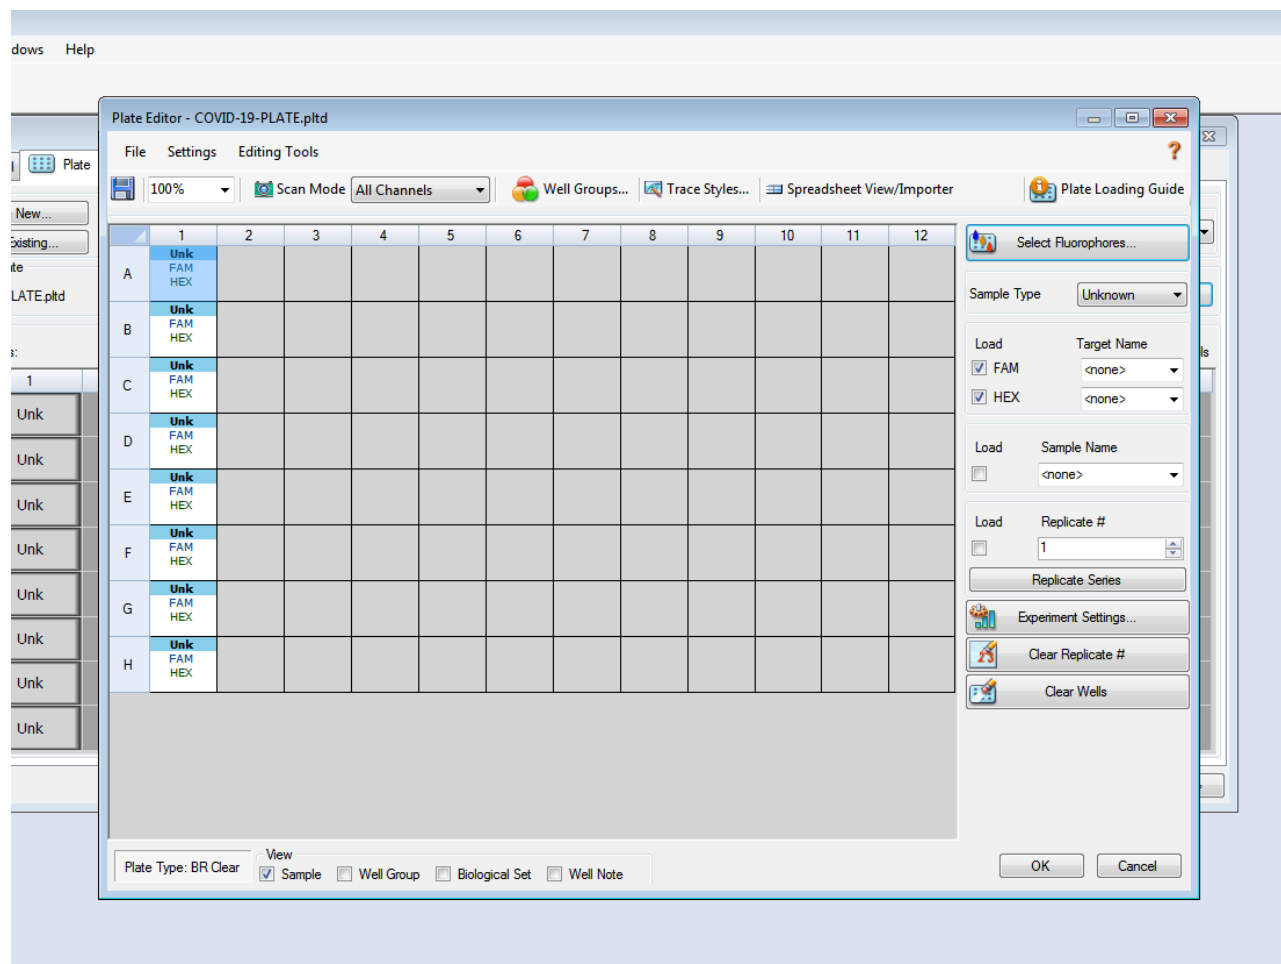 dows Help
Plate Editor - COVID-19-PLATE.pltd
File Settings Editing Tools
?
Plate
100% Scan Mode All Channels Well Groups... Trace Styles... Spreadsheet View/Importer Plate Loading Guide
New...
Existing...
te
LATE.pltd
s:
1
Unk
Unk
Unk
Unk
Unk
Unk
Unk
Unk
ls
1 2 3 4 5 6 7 8 9 10 11 12
A
Unk
FAM
HEX
B
Unk
FAM
HEX
C
Unk
FAM
HEX
D
Unk
FAM
HEX
E
Unk
FAM
HEX
F
Unk
FAM
HEX
G
Unk
FAM
HEX
H
Unk
FAM
HEX
Select Fluorophores...
Sample Type Unknown
Load Target Name
FAM <none>
HEX <none>
Load Sample Name
<none>
Load Replicate #
1
Replicate Series
Experiment Settings...
Clear Replicate #
Clear Wells
Plate Type: BR Clear
View
Sample Well Group Biological Set Well Note
OK Cancel